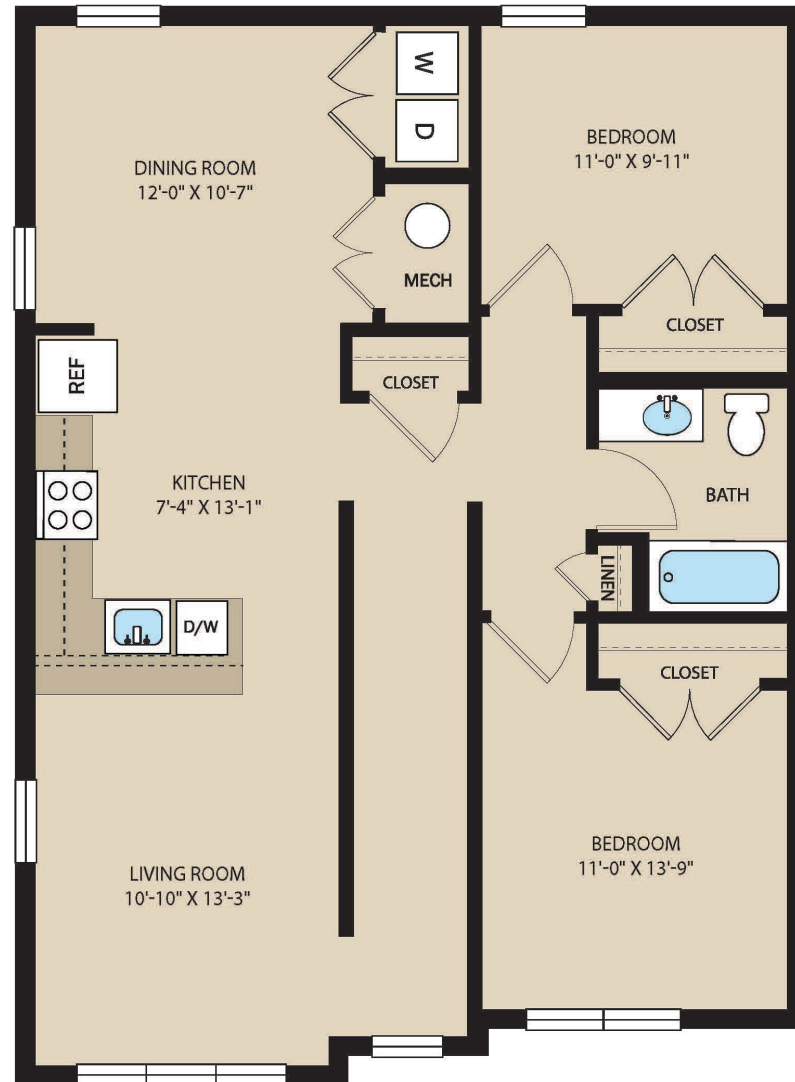 W
D
BEDROOM
11'-0" X 9'-11"
DINING ROOM
12'-0" X 10'-7"
MECH
CLOSET
REF
CLOSET
KITCHEN
7'-4" X 13'-1"
BATH
LINEN
D/W
CLOSET
BEDROOM
11'-0" X 13'-9"
LIVING ROOM
10'-10" X 13'-3"